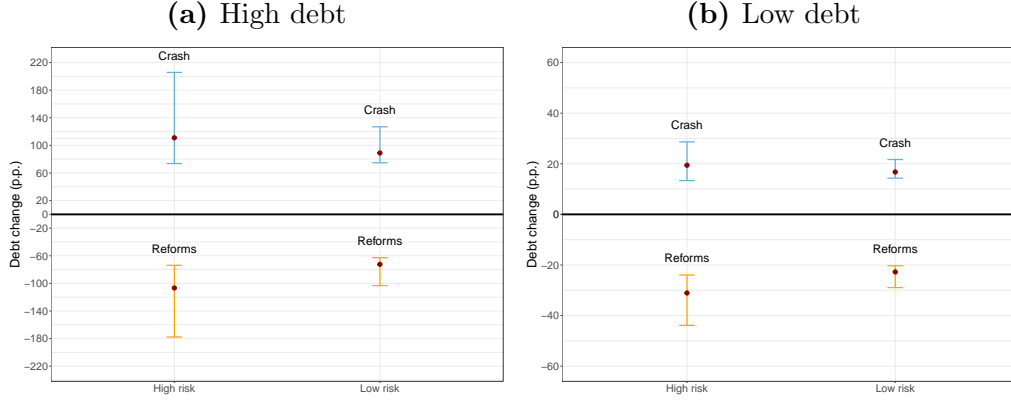 (a) High debt
Debt change (p.p.)
220
180
140
100
60
20
0
−20
−60
−100
−140
−180
−220
Crash
Crash
Reforms
Reforms
High risk
Low risk
(b) Low debt
Debt change (p.p.)
60
40
20
0
−20
−40
−60
Crash
Crash
Reforms
Reforms
High risk
Low risk